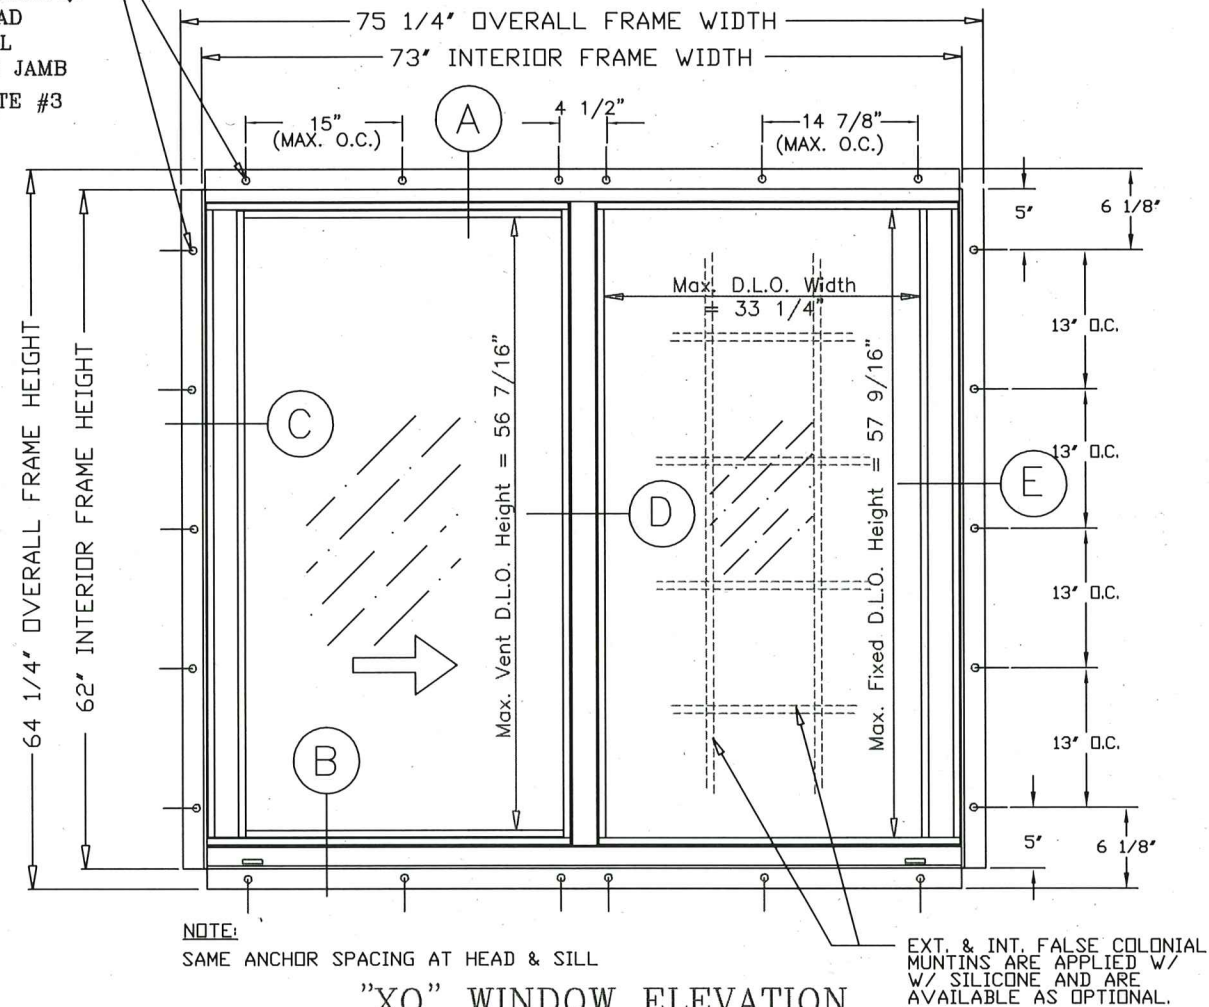 AD
L
JAMB
TE #3
75 1/4" OVERALL FRAME WIDTH
73" INTERIOR FRAME WIDTH
A
15"
(MAX. O.C.)
4 1/2"
14 7/8"
(MAX. O.C.)
5"
6 1/8"
Max. D.L.O. Width
= 33 1/4"
13" O.C.
64 1/4" OVERALL FRAME HEIGHT
62" INTERIOR FRAME HEIGHT
C
Max. Vent D.L.O. Height = 56 7/16"
D
Max. Fixed D.L.O. Height = 57 9/16"
E
13" O.C.
13" O.C.
13" O.C.
B
5"
6 1/8"
NOTE:
SAME ANCHOR SPACING AT HEAD & SILL
EXT. & INT. FALSE COLONIAL
MUNTINS ARE APPLIED W/
W/ SILICONE AND ARE
AVAILABLE AS OPTIONAL.
"XO" WINDOW ELEVATION